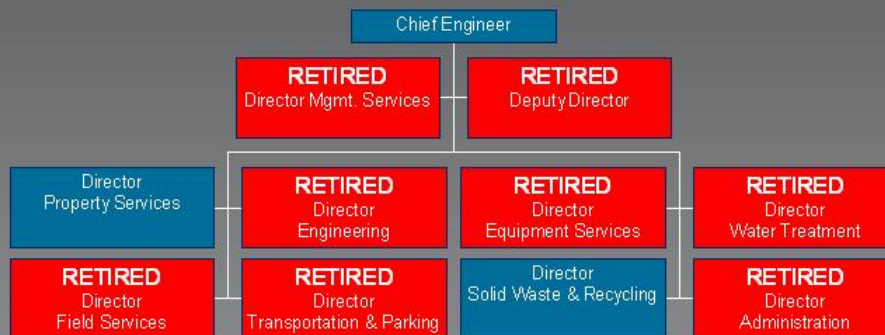 Chief Engineer
RETIRED
Director Mgmt. Services
RETIRED
Deputy Director
Director
Property Services
RETIRED
Director
Engineering
RETIRED
Director
Equipment Services
RETIRED
Director
Water Treatment
RETIRED
Director
Field Services
RETIRED
Director
Transportation & Parking
Director
Solid Waste & Recycling
RETIRED
Director
Administration